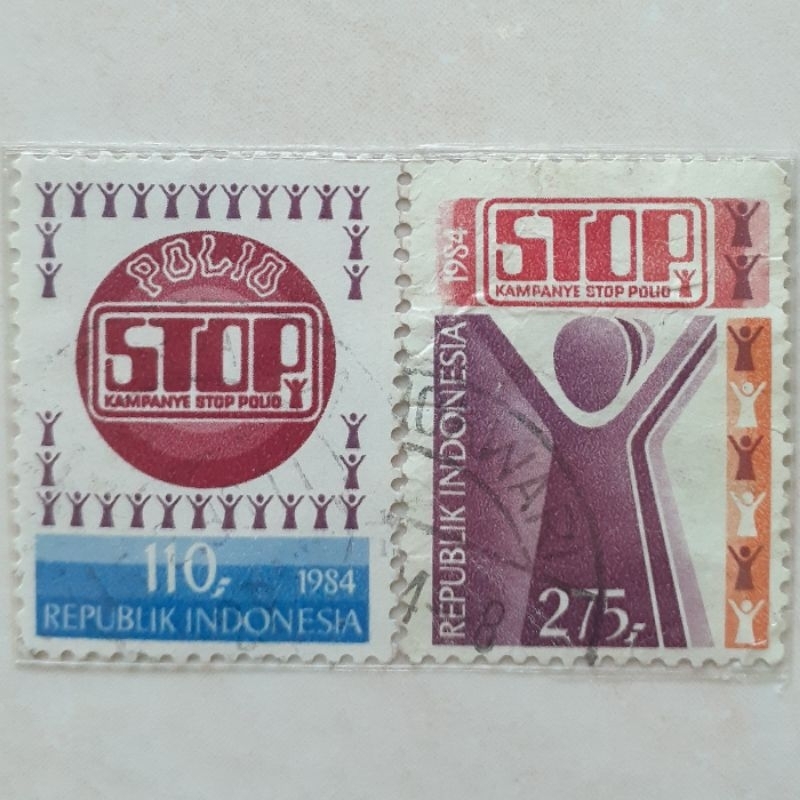 POLIO
STOP
KAMPANYE STOP POLIO
110,-
1984
REPUBLIK INDONESIA
1984
STOP
KAMPANYE STOP POLIO
REPUBLIK INDONESIA
275,-